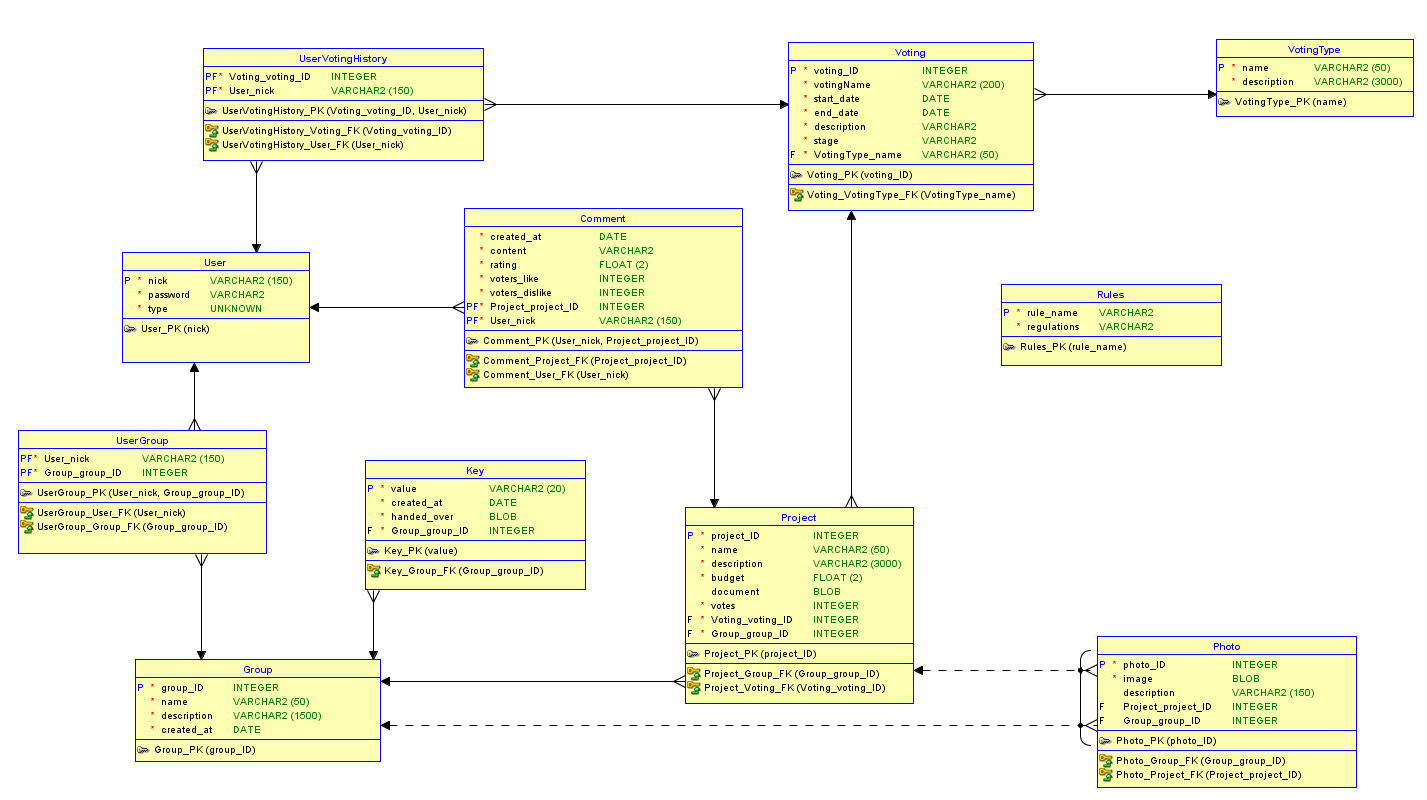 UserVotingHistory
PF* Voting_voting_ID INTEGER
PF* User_nick VARCHAR2 (150)
UserVotingHistory_PK (Voting_voting_ID, User_nick)
UserVotingHistory_Voting_FK (Voting_voting_ID)
UserVotingHistory_User_FK (User_nick)
Voting
P * voting_ID INTEGER
* votingName VARCHAR2 (200)
* start_date DATE
* end_date DATE
* description VARCHAR2
* stage VARCHAR2
F * VotingType_name VARCHAR2 (50)
Voting_PK (voting_ID)
Voting_VotingType_FK (VotingType_name)
VotingType
P * name VARCHAR2 (50)
* description VARCHAR2 (3000)
VotingType_PK (name)
Comment
* created_at DATE
* content VARCHAR2
* rating FLOAT (2)
* voters_like INTEGER
* voters_dislike INTEGER
PF* Project_project_ID INTEGER
PF* User_nick VARCHAR2 (150)
Comment_PK (User_nick, Project_project_ID)
Comment_Project_FK (Project_project_ID)
Comment_User_FK (User_nick)
User
P * nick VARCHAR2 (150)
* password VARCHAR2
* type UNKNOWN
User_PK (nick)
Rules
P * rule_name VARCHAR2
* regulations VARCHAR2
Rules_PK (rule_name)
UserGroup
PF* User_nick VARCHAR2 (150)
PF* Group_group_ID INTEGER
UserGroup_PK (User_nick, Group_group_ID)
UserGroup_User_FK (User_nick)
UserGroup_Group_FK (Group_group_ID)
Key
P * value VARCHAR2 (20)
* created_at DATE
* handed_over BLOB
F * Group_group_ID INTEGER
Key_PK (value)
Key_Group_FK (Group_group_ID)
Project
P * project_ID INTEGER
* name VARCHAR2 (50)
* description VARCHAR2 (3000)
* budget FLOAT (2)
document BLOB
* votes INTEGER
F * Voting_voting_ID INTEGER
F * Group_group_ID INTEGER
Project_PK (project_ID)
Project_Group_FK (Group_group_ID)
Project_Voting_FK (Voting_voting_ID)
Group
P * group_ID INTEGER
* name VARCHAR2 (50)
* description VARCHAR2 (1500)
* created_at DATE
Group_PK (group_ID)
Photo
P * photo_ID INTEGER
* image BLOB
description VARCHAR2 (150)
F Project_project_ID INTEGER
F Group_group_ID INTEGER
Photo_PK (photo_ID)
Photo_Group_FK (Group_group_ID)
Photo_Project_FK (Project_project_ID)